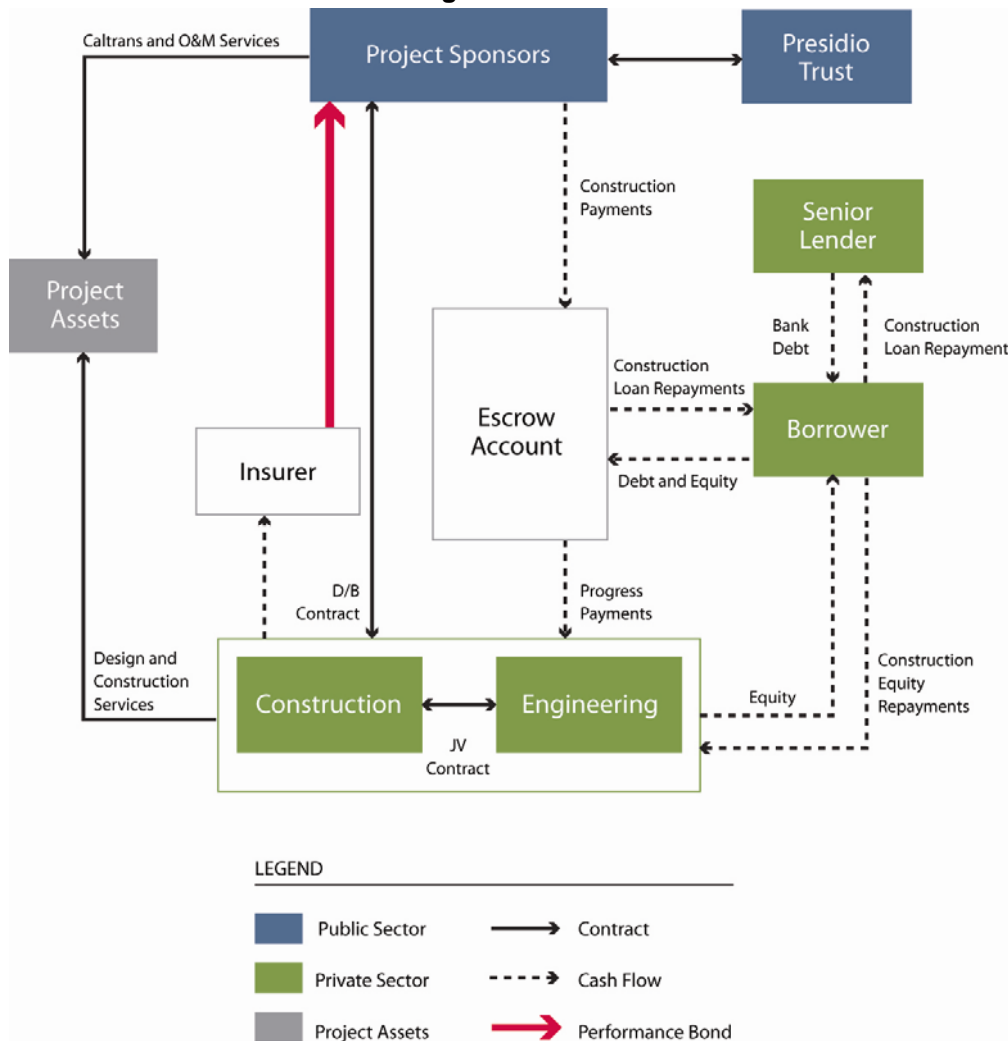 Caltrans and O&M Services
Project Sponsors
Presidio
Trust
Construction
Payments
Senior
Lender
Project
Assets
Bank
Debt
Construction
Loan Repayment
Construction
Loan Repayments
Escrow
Account
Borrower
Insurer
Debt and Equity
D/B
Contract
Progress
Payments
Design and
Construction
Services
Construction
Engineering
JV
Contract
Equity
Construction
Equity
Repayments
LEGEND
Public Sector
Contract
Private Sector
Cash Flow
Project Assets
Performance Bond